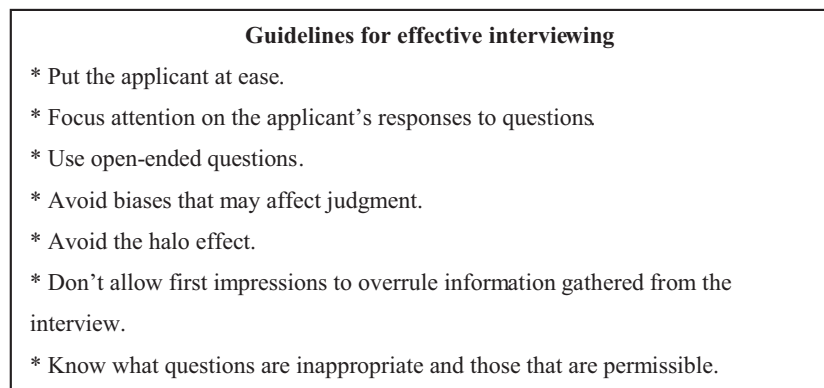 Guidelines for effective interviewing
* Put the applicant at ease.
* Focus attention on the applicant’s responses to questions.
* Use open-ended questions.
* Avoid biases that may affect judgment.
* Avoid the halo effect.
* Don’t allow first impressions to overrule information gathered from the
interview.
* Know what questions are inappropriate and those that are permissible.